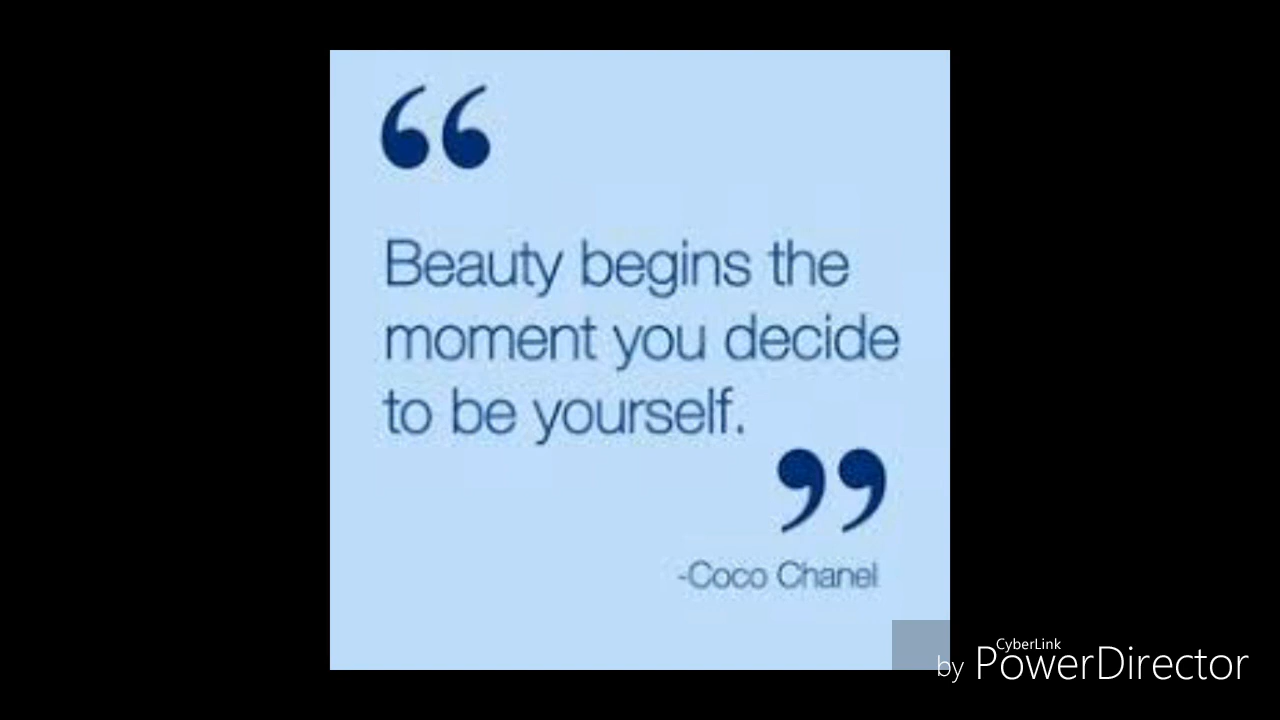 “
Beauty begins the
moment you decide
to be yourself.
”
-Coco Chanel
CyberLink
by PowerDirector